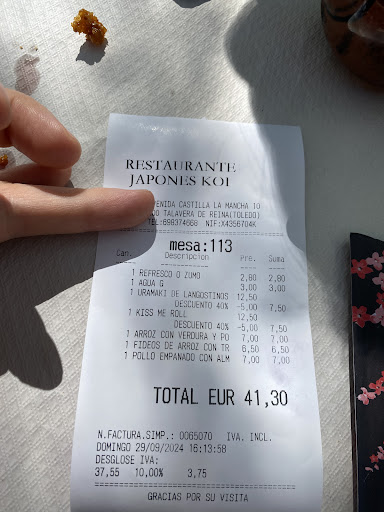 RESTAURANTE
JAPONES KOI
VENIDA CASTILLA LA MANCHA 10
TALAVERA DE REINA(TOLEDO)
TEL:698374668 NIF:X4356704K
mesa:113
Can. Descripcion Pre. Suma
1 REFRESCO O ZUMO 2,80 2,80
1 AGUA G 3,00 3,00
1 URAMAKI DE LANGOSTINOS 12,50
DESCUENTO 40% -5,00 7,50
1 KISS ME ROLL 12,50
DESCUENTO 40% -5,00 7,50
1 ARROZ CON VERDURA Y PO 7,00 7,00
1 FIDEOS DE ARROZ CON TR 6,50 6,50
1 POLLO EMPANADO CON ALM 7,00 7,00
TOTAL EUR 41,30
N.FACTURA.SIMP.: 0065070 IVA. INCL.
DOMINGO 29/09/2024 16:13:58
DESGLOSE IVA:
37,55 10,00% 3,75
GRACIAS POR SU VISITA